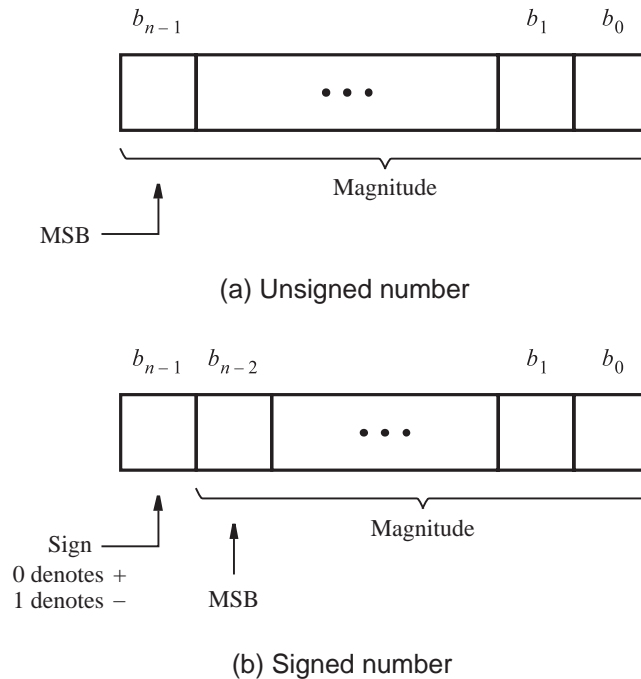 b_{n-1} b_1 b_0
• • •
Magnitude
MSB
(a) Unsigned number
b_{n-1} b_{n-2} b_1 b_0
• • •
Magnitude
Sign
0 denotes +
1 denotes –
MSB
(b) Signed number